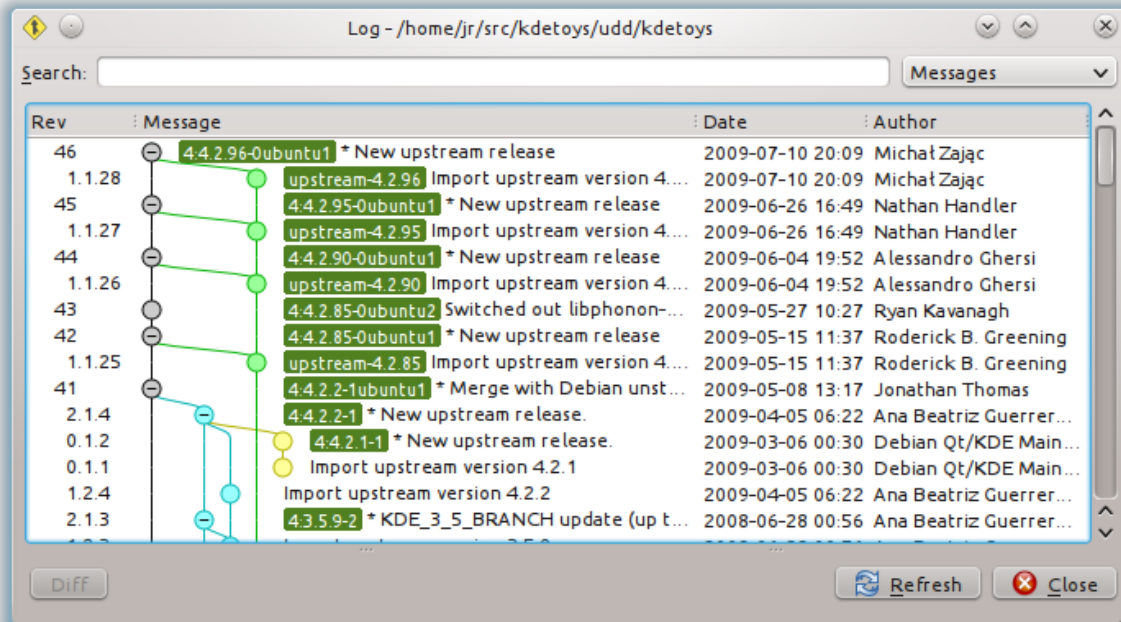 Log – /home/jr/src/kdetoys/udd/kdetoys
Search: Messages
Rev Message Date Author
46 4:4.2.96-0ubuntu1 * New upstream release 2009-07-10 20:09 Michał Zając
1.1.28 upstream-4.2.96 Import upstream version 4.... 2009-07-10 20:09 Michał Zając
45 4:4.2.95-0ubuntu1 * New upstream release 2009-06-26 16:49 Nathan Handler
1.1.27 upstream-4.2.95 Import upstream version 4.... 2009-06-26 16:49 Nathan Handler
44 4:4.2.90-0ubuntu1 * New upstream release 2009-06-04 19:52 Alessandro Ghersi
1.1.26 upstream-4.2.90 Import upstream version 4.... 2009-06-04 19:52 Alessandro Ghersi
43 4:4.2.85-0ubuntu2 Switched out libphonon-... 2009-05-27 10:27 Ryan Kavanagh
42 4:4.2.85-0ubuntu1 * New upstream release 2009-05-15 11:37 Roderick B. Greening
1.1.25 upstream-4.2.85 Import upstream version 4.... 2009-05-15 11:37 Roderick B. Greening
41 4:4.2.2-1ubuntu1 * Merge with Debian unst... 2009-05-08 13:17 Jonathan Thomas
2.1.4 4:4.2.2-1 * New upstream release. 2009-04-05 06:22 Ana Beatriz Guerrer...
0.1.2 4:4.2.1-1 * New upstream release. 2009-03-06 00:30 Debian Qt/KDE Main...
0.1.1 Import upstream version 4.2.1 2009-03-06 00:30 Debian Qt/KDE Main...
1.2.4 Import upstream version 4.2.2 2009-04-05 06:22 Ana Beatriz Guerrer...
2.1.3 4:3.5.9-2 * KDE_3_5_BRANCH update (up t... 2008-06-28 00:56 Ana Beatriz Guerrer...
Diff Refresh Close